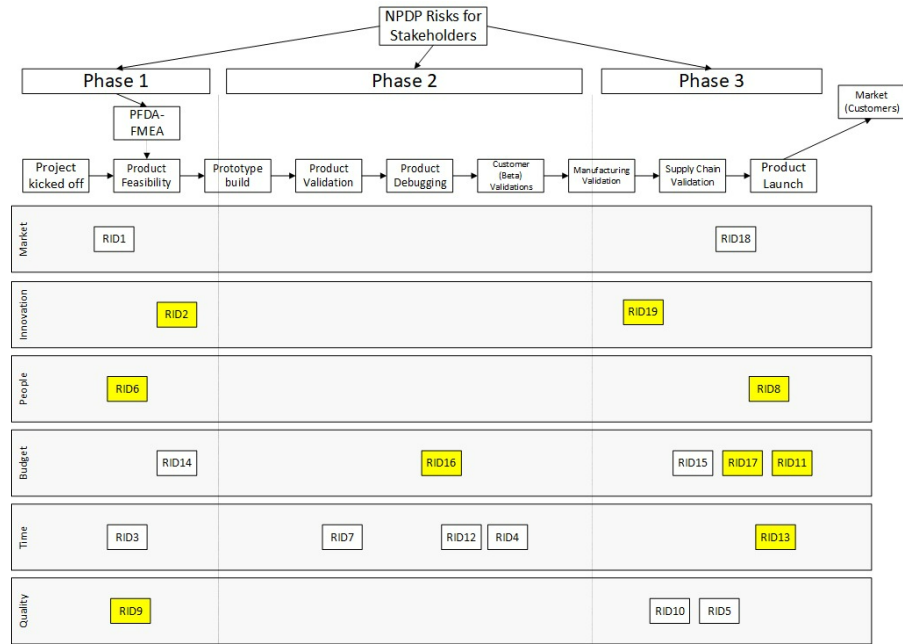 NPDP Risks for
Stakeholders
Phase 1
Phase 2
Phase 3
Market
(Customers)
PFDA-
FMEA
Project
kicked off
Product
Feasibility
Prototype
build
Product
Validation
Product
Debugging
Customer
(Beta)
Validations
Manufacturing
Validation
Supply Chain
Validation
Product
Launch
Market
RID1
RID18
Innovation
RID2
RID19
People
RID6
RID8
Budget
RID14
RID16
RID15
RID17
RID11
Time
RID3
RID7
RID12
RID4
RID13
Quality
RID9
RID10
RID5